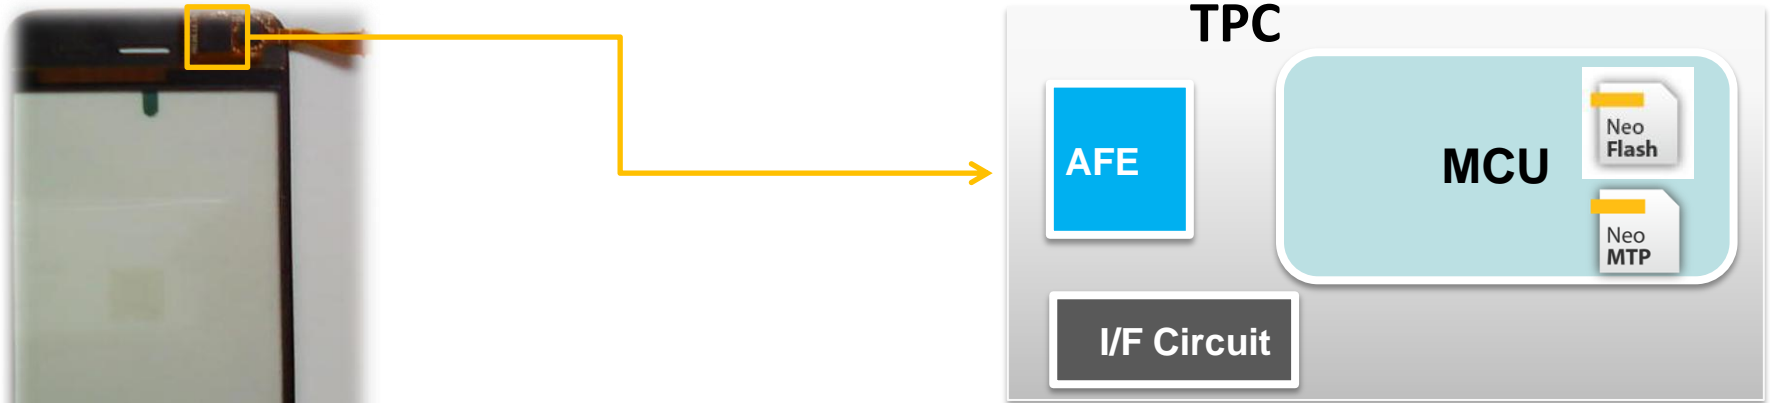 TPC
AFE
MCU
Neo
Flash
Neo
MTP
I/F Circuit